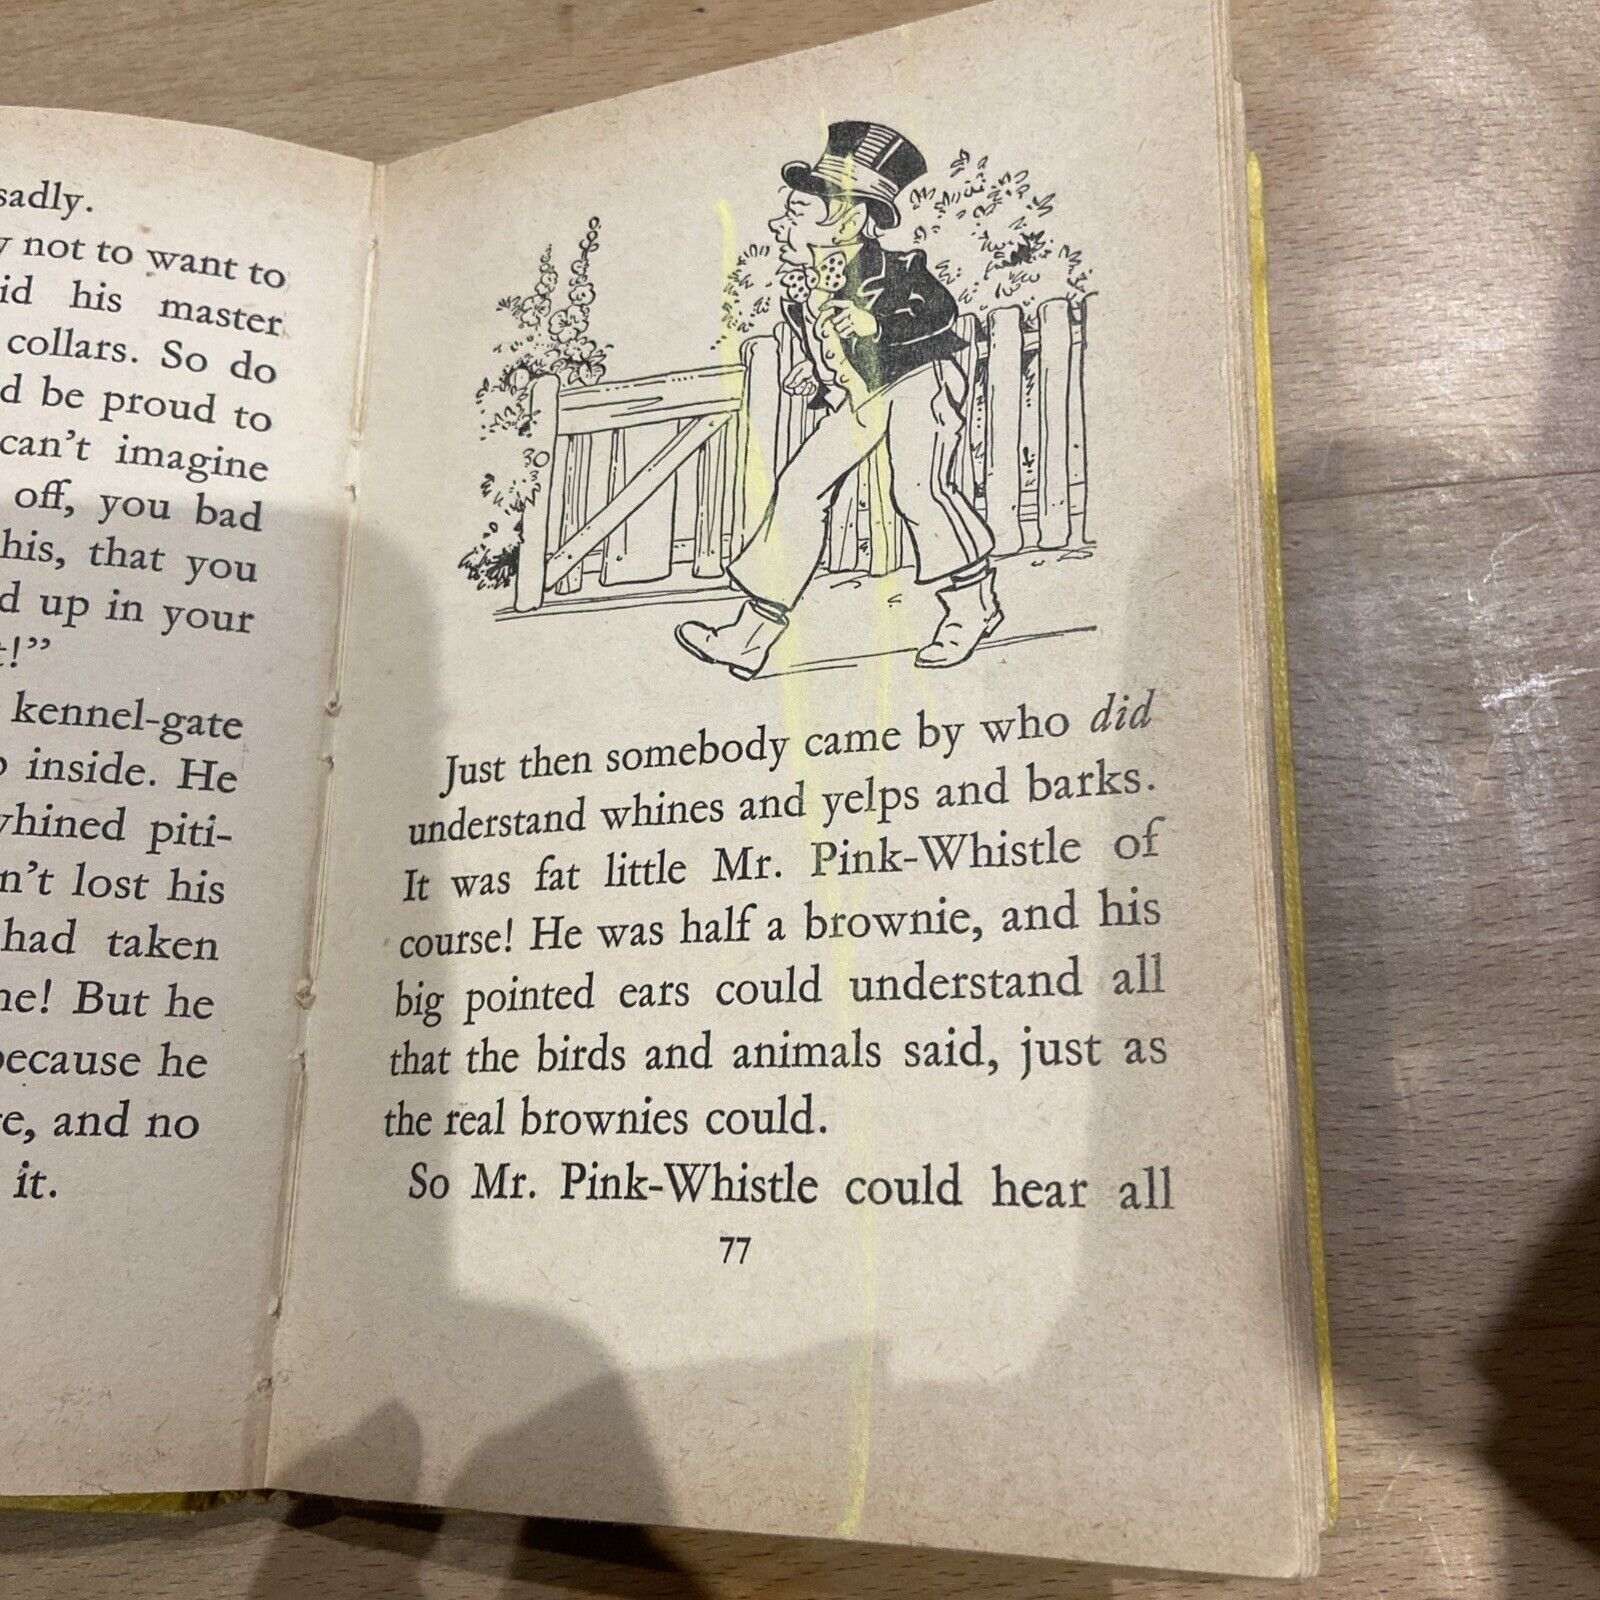 sadly.
not to want to
his master
collars. So do
be proud to
can't imagine
off, you bad
his, that you
up in your
!”
kennel-gate
inside. He
whined piti-
n't lost his
had taken
me! But he
because he
, and no
it.
Just then somebody came by who did
understand whines and yelps and barks.
It was fat little Mr. Pink-Whistle of
course! He was half a brownie, and his
big pointed ears could understand all
that the birds and animals said, just as
the real brownies could.
So Mr. Pink-Whistle could hear all
77